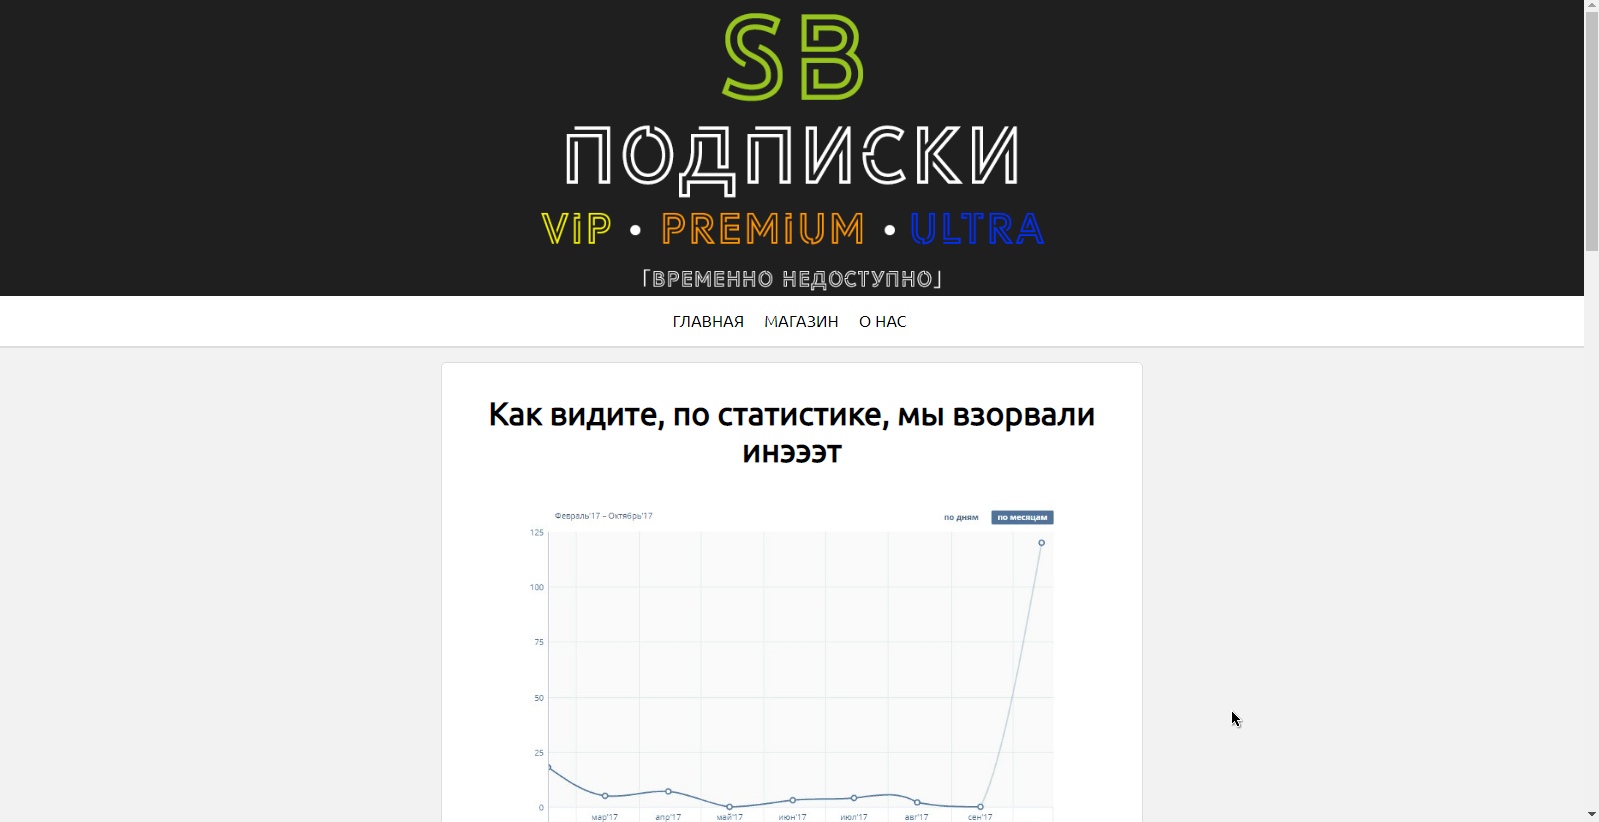 SB
ПОДПИСКИ
ViP • PREMiUM • ULTRA
「ВРЕМЕННО НЕДОСТУПНО」
ГЛАВНАЯ МАГАЗИН О НАС
Как видите, по статистике, мы взорвали
инэээт
Февраль'17 – Октябрь'17 по дням по месяцам
125
100
75
50
25
0
мар'17 апр'17 май'17 июн'17 июл'17 авг'17 сен'17